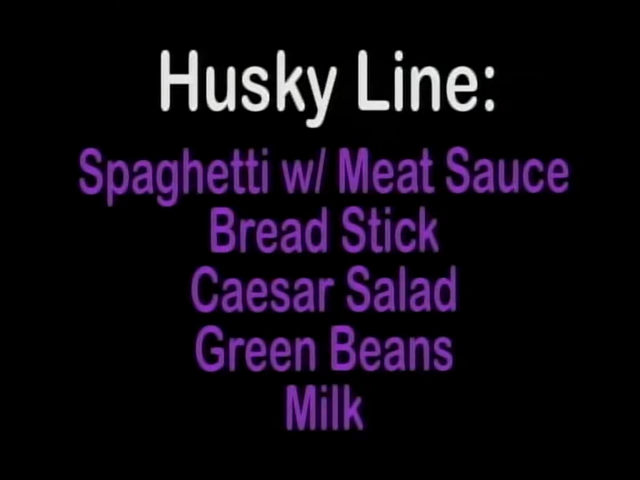 Husky Line:
Spaghetti w/ Meat Sauce
Bread Stick
Caesar Salad
Green Beans
Milk